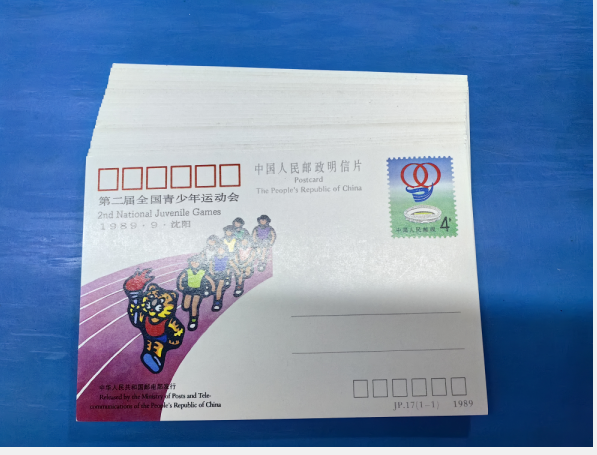 中国人民邮政明信片
Postcard
The People's Republic of China
第二届全国青少年运动会
2nd National Juvenile Games
1989·9·沈阳
4分
中国人民邮政
中华人民共和国邮电部发行
Released by the Ministry of Posts and Tele-
communications of the People's Republic of China
JP.17(1-1) 1989